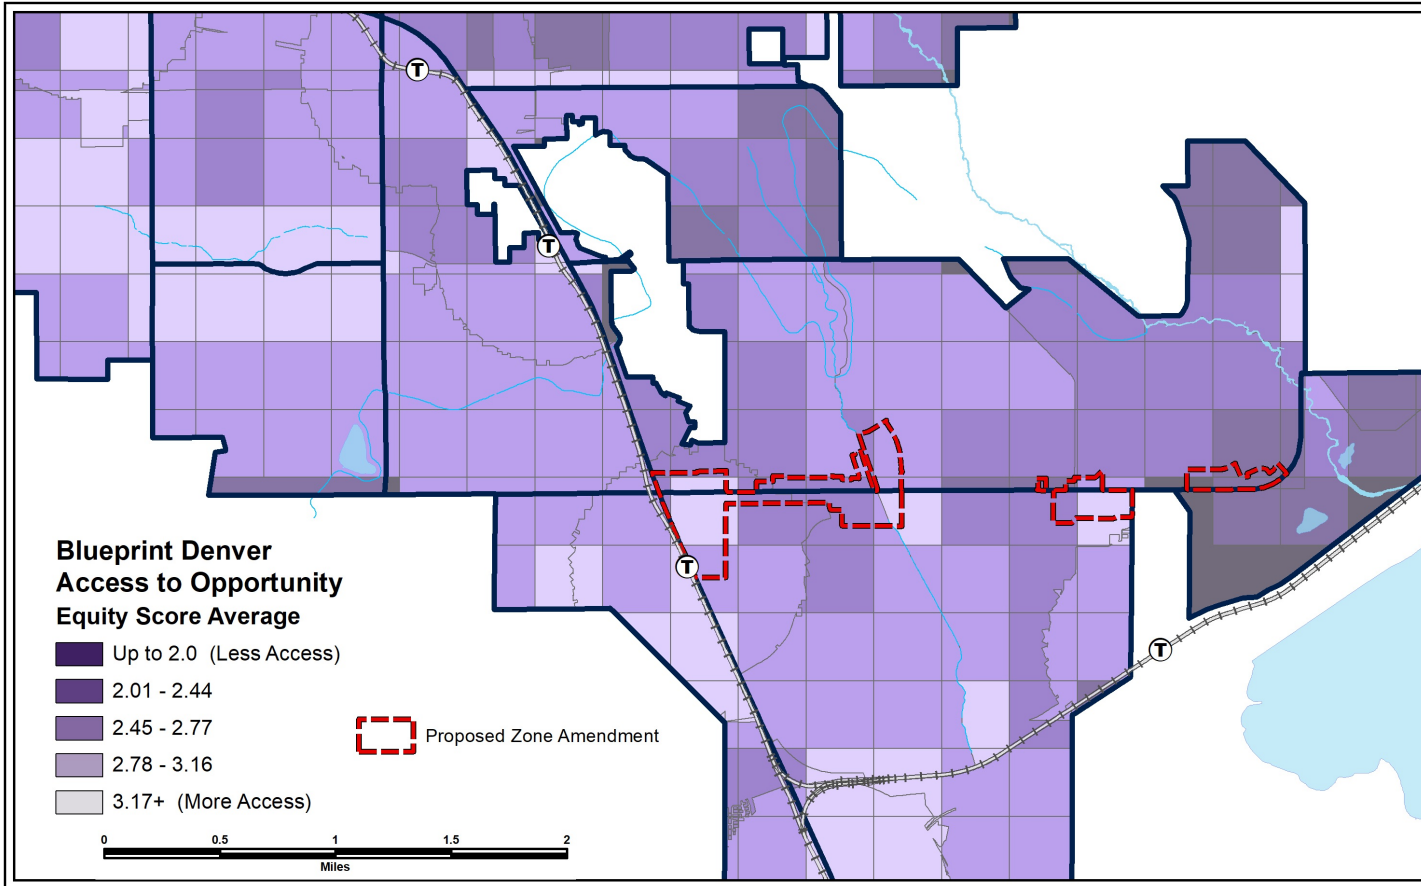 T
T
T
T
Blueprint Denver
Access to Opportunity
Equity Score Average
Up to 2.0 (Less Access)
2.01 - 2.44
2.45 - 2.77
2.78 - 3.16
3.17+ (More Access)
Proposed Zone Amendment
0 0.5 1 1.5 2
Miles